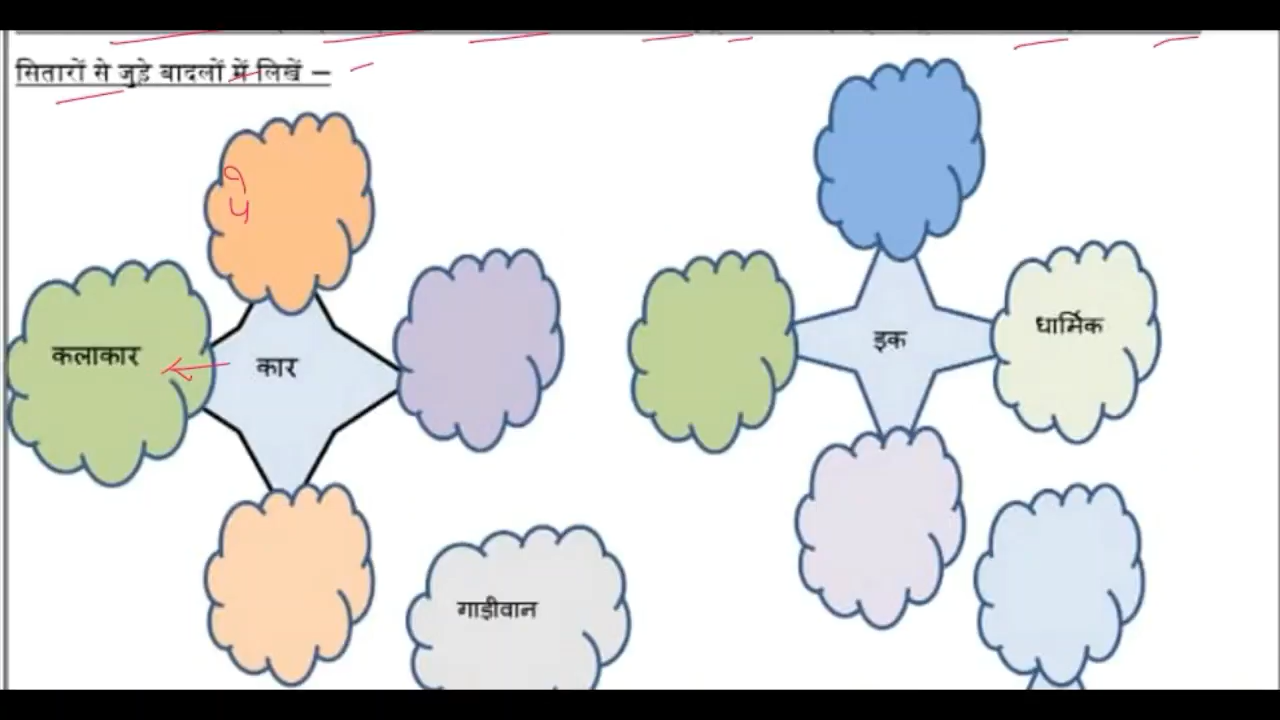 सितारों से जुड़े बादलों में लिखें –
कलाकार
कार
इक
धार्मिक
गाड़ीवान